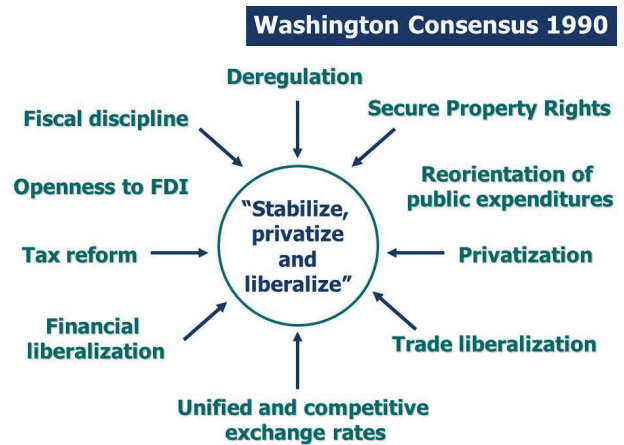 Washington Consensus 1990
Deregulation
Fiscal discipline
Secure Property Rights
Openness to FDI
Reorientation of
public expenditures
"Stabilize,
privatize
and
liberalize"
Tax reform
Privatization
Financial
liberalization
Trade liberalization
Unified and competitive
exchange rates